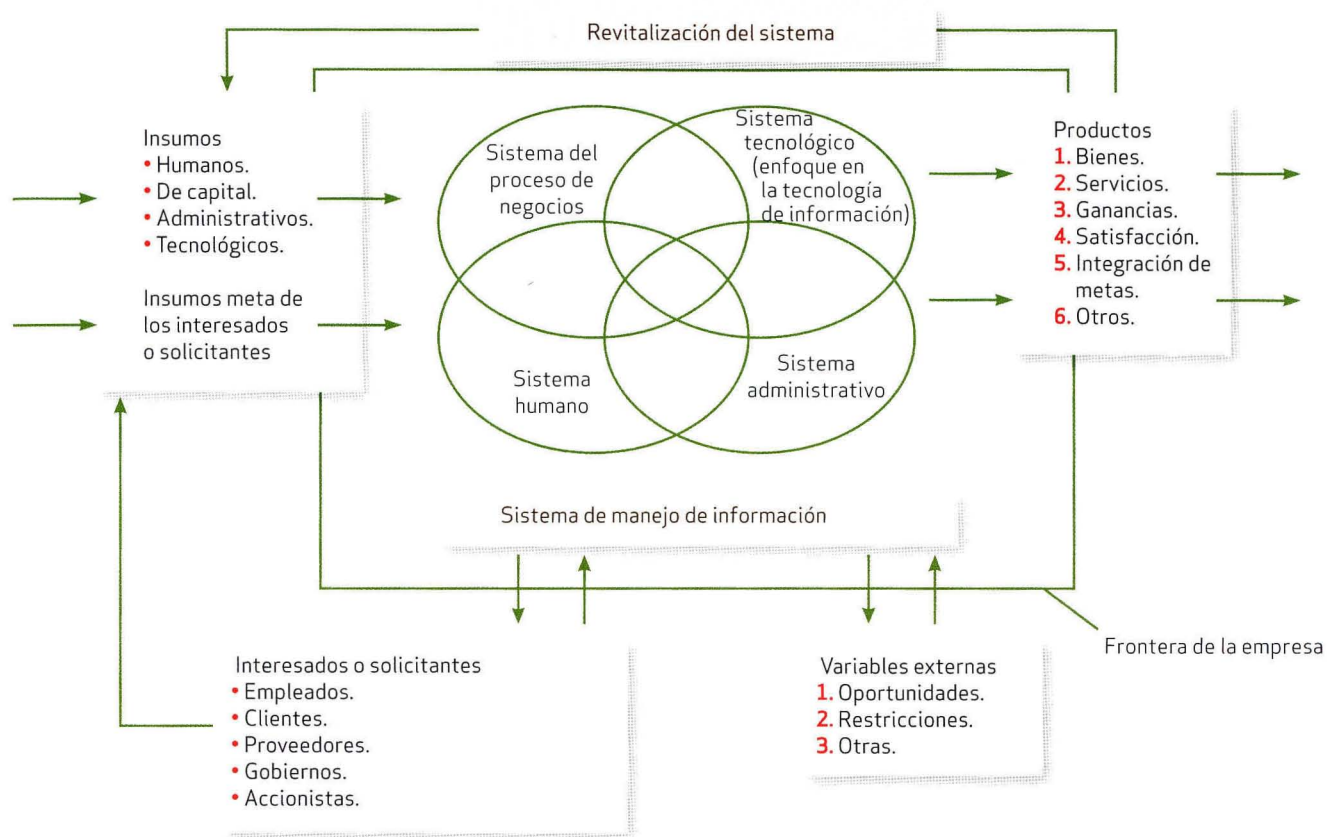 Revitalización del sistema
Insumos
• Humanos.
• De capital.
• Administrativos.
• Tecnológicos.
Insumos meta de
los interesados
o solicitantes
Sistema del
proceso de
negocios
Sistema
tecnológico
(enfoque en
la tecnología
de información)
Sistema
humano
Sistema
administrativo
Productos
1. Bienes.
2. Servicios.
3. Ganancias.
4. Satisfacción.
5. Integración de
metas.
6. Otros.
Sistema de manejo de información
Interesados o solicitantes
• Empleados.
• Clientes.
• Proveedores.
• Gobiernos.
• Accionistas.
Variables externas
1. Oportunidades.
2. Restricciones.
3. Otras.
Frontera de la empresa